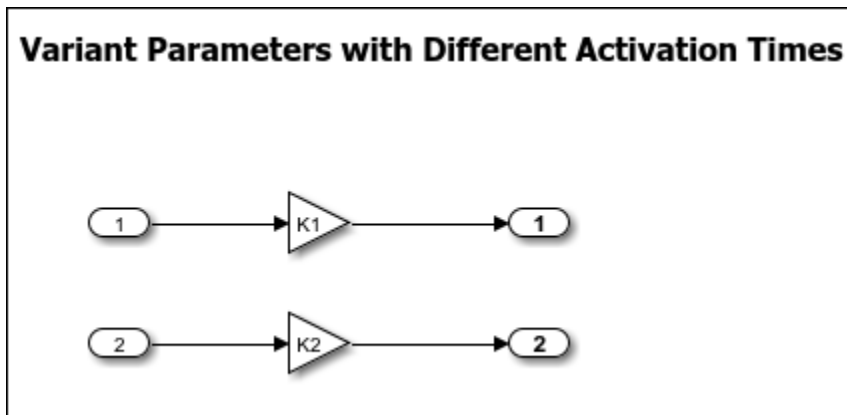 Variant Parameters with Different Activation Times
1 K1 1
2 K2 2